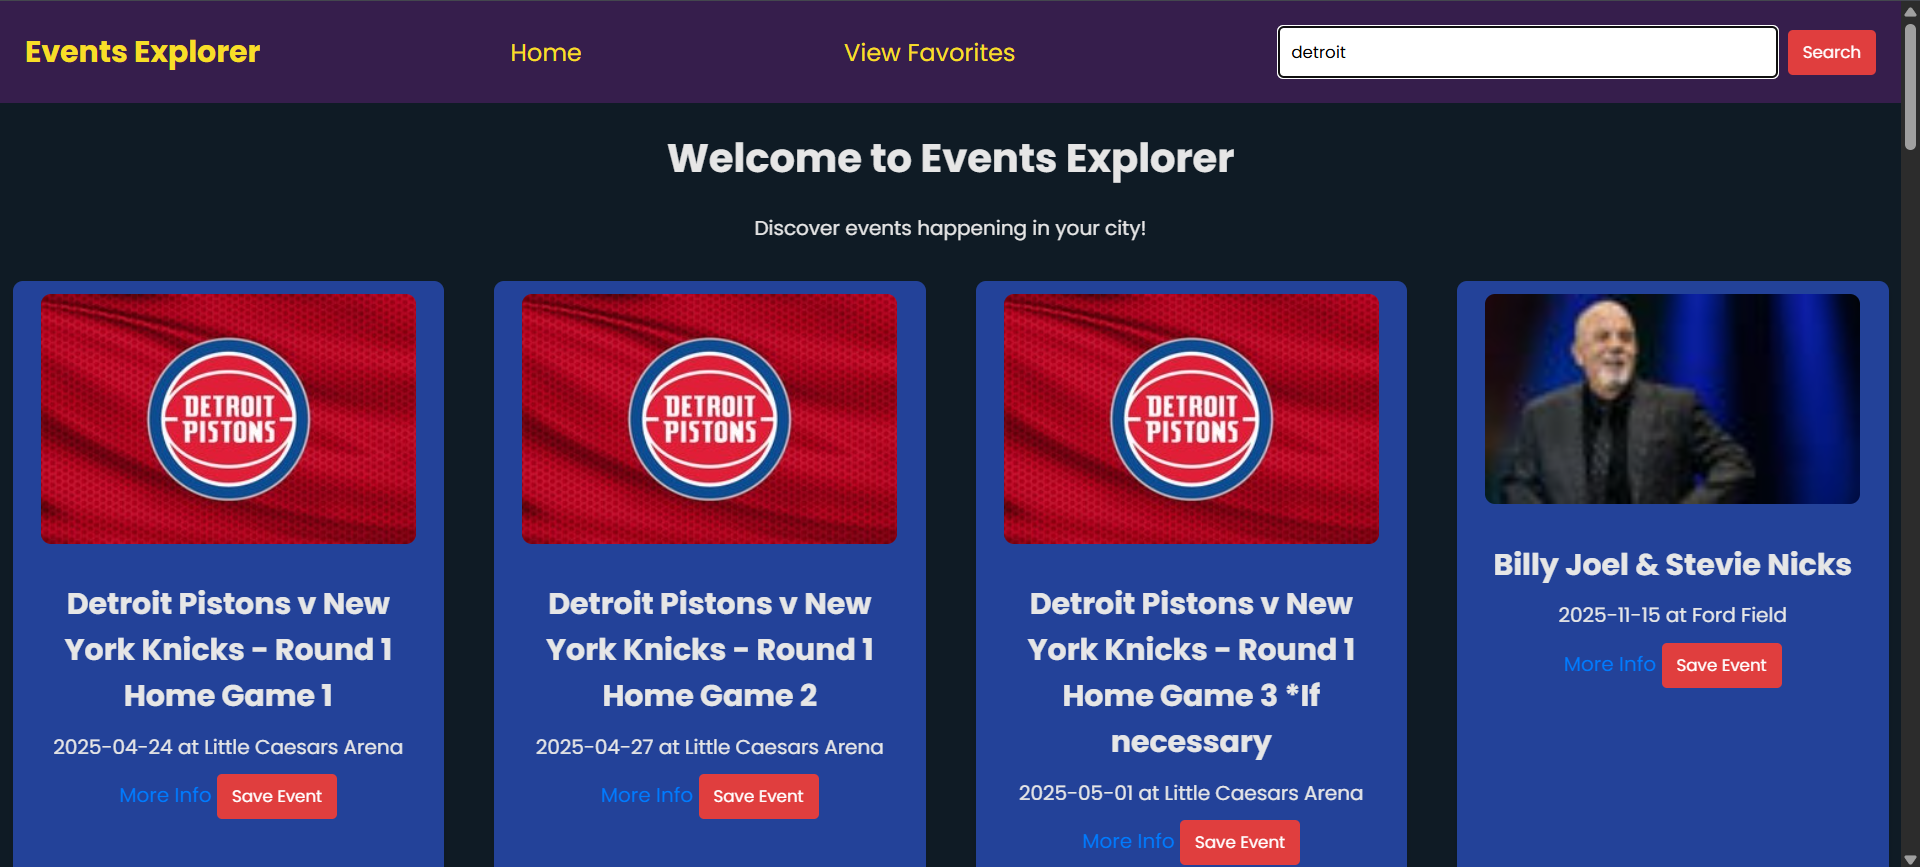 Events Explorer
Home
View Favorites
detroit
Search
Welcome to Events Explorer
Discover events happening in your city!
DETROIT
PISTONS
Detroit Pistons v New
York Knicks - Round 1
Home Game 1
2025-04-24 at Little Caesars Arena
More Info
Save Event
DETROIT
PISTONS
Detroit Pistons v New
York Knicks - Round 1
Home Game 2
2025-04-27 at Little Caesars Arena
More Info
Save Event
DETROIT
PISTONS
Detroit Pistons v New
York Knicks - Round 1
Home Game 3 *If
necessary
2025-05-01 at Little Caesars Arena
More Info
Save Event
Billy Joel & Stevie Nicks
2025-11-15 at Ford Field
More Info
Save Event